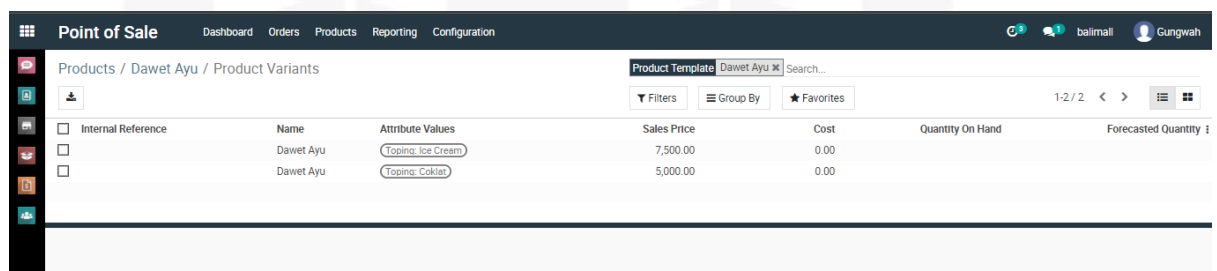 Point of Sale Dashboard Orders Products Reporting Configuration 3 1 balimall Gungwah
Products / Dawet Ayu / Product Variants Product Template Dawet Ayu × Search...
Filters Group By Favorites 1-2 / 2
Internal Reference Name Attribute Values Sales Price Cost Quantity On Hand Forecasted Quantity
Dawet Ayu Toping: Ice Cream 7,500.00 0.00
Dawet Ayu Toping: Coklat 5,000.00 0.00